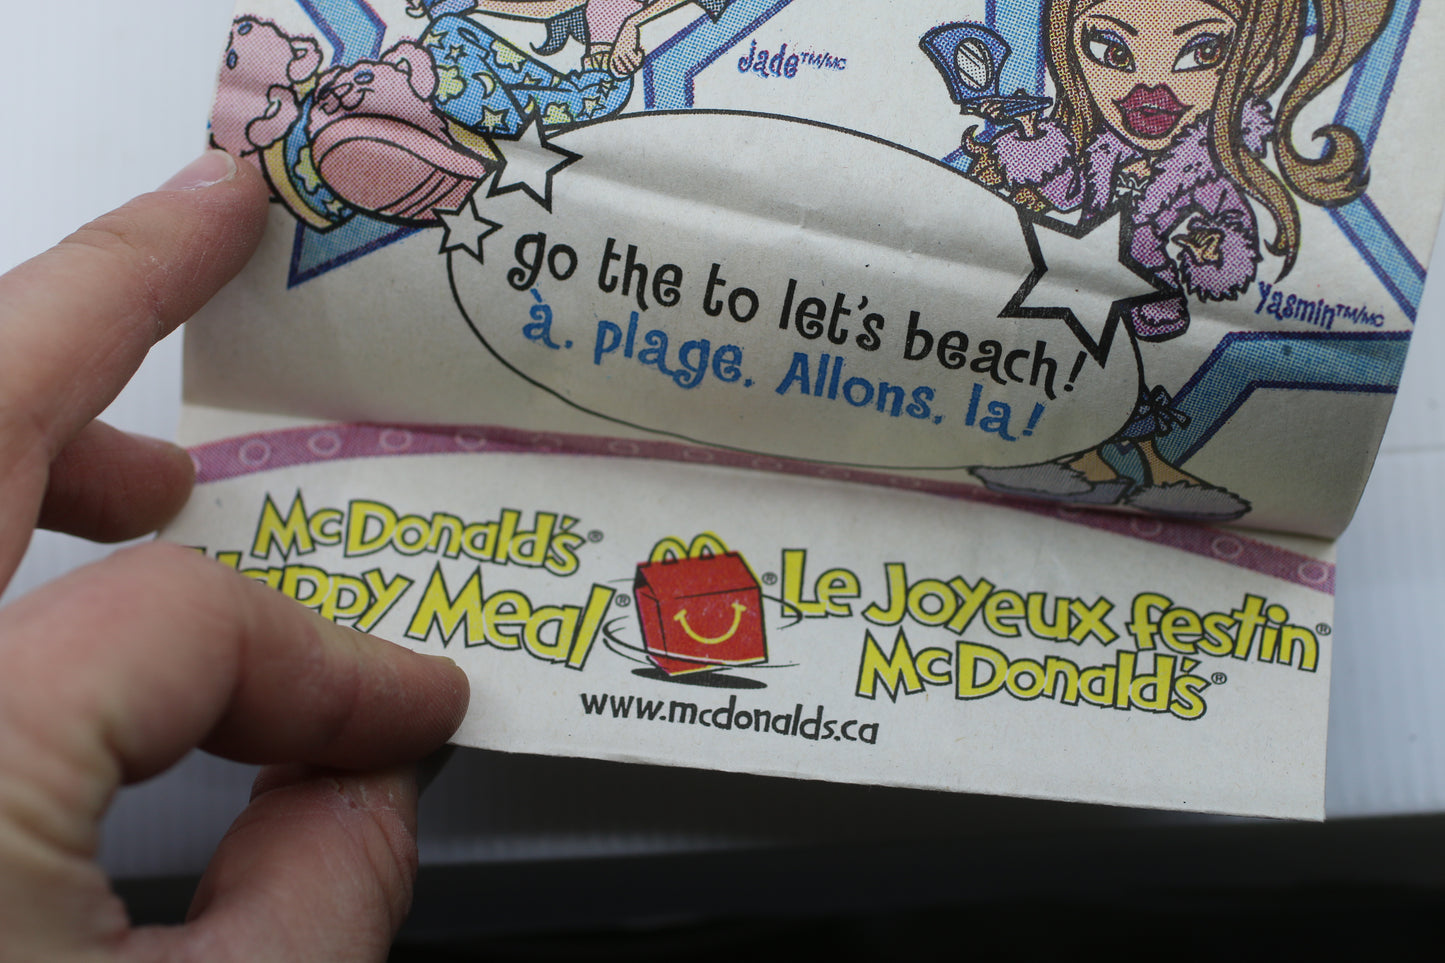 jade™/MC
yasmin™/MC
go the to let's beach!
à. plage. Allons. la!
McDonald's®
Happy Meal®
® Le Joyeux festin®
McDonald's®
www.mcdonalds.ca